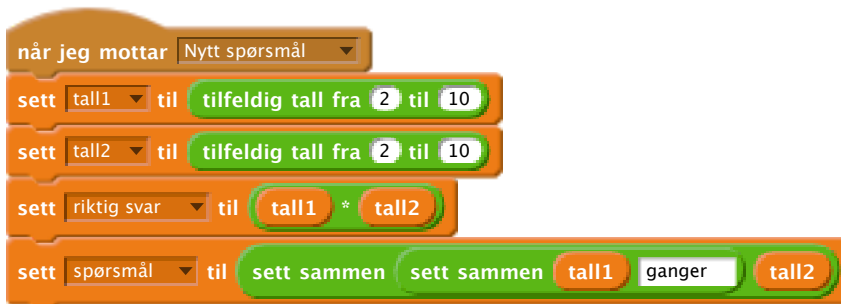 når jeg mottar Nytt spørsmål
sett tall1 til tilfeldig tall fra 2 til 10
sett tall2 til tilfeldig tall fra 2 til 10
sett riktig svar til tall1 * tall2
sett spørsmål til sett sammen sett sammen tall1 ganger tall2